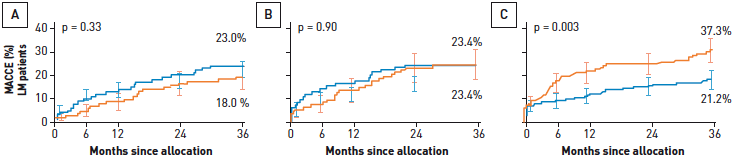 A
B
C
MACCE (%)
LM patients
40
30
20
10
0
p = 0.33
23.0%
18.0 %
0
6
12
24
36
Months since allocation
p = 0.90
23.4%
23.4%
0
6
12
24
36
Months since allocation
p = 0.003
37.3%
21.2%
0
6
12
24
36
Months since allocation